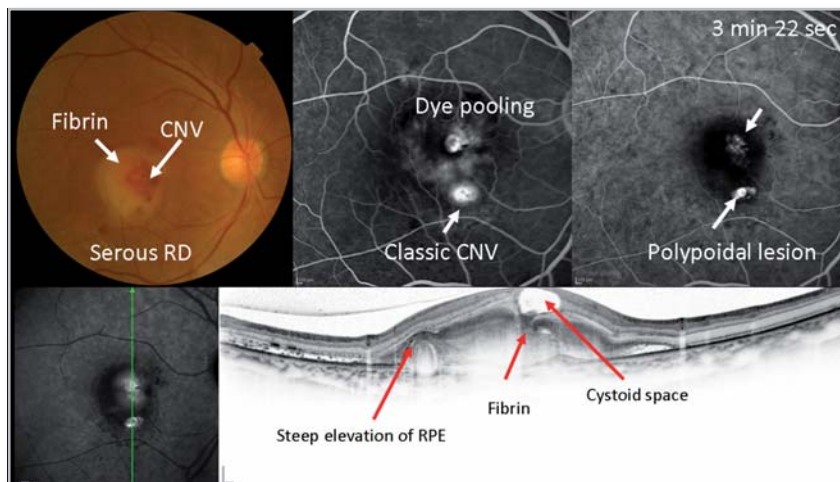 3 min 22 sec
Fibrin
CNV
Serous RD
Dye pooling
Classic CNV
Polypoidal lesion
Steep elevation of RPE
Fibrin
Cystoid space